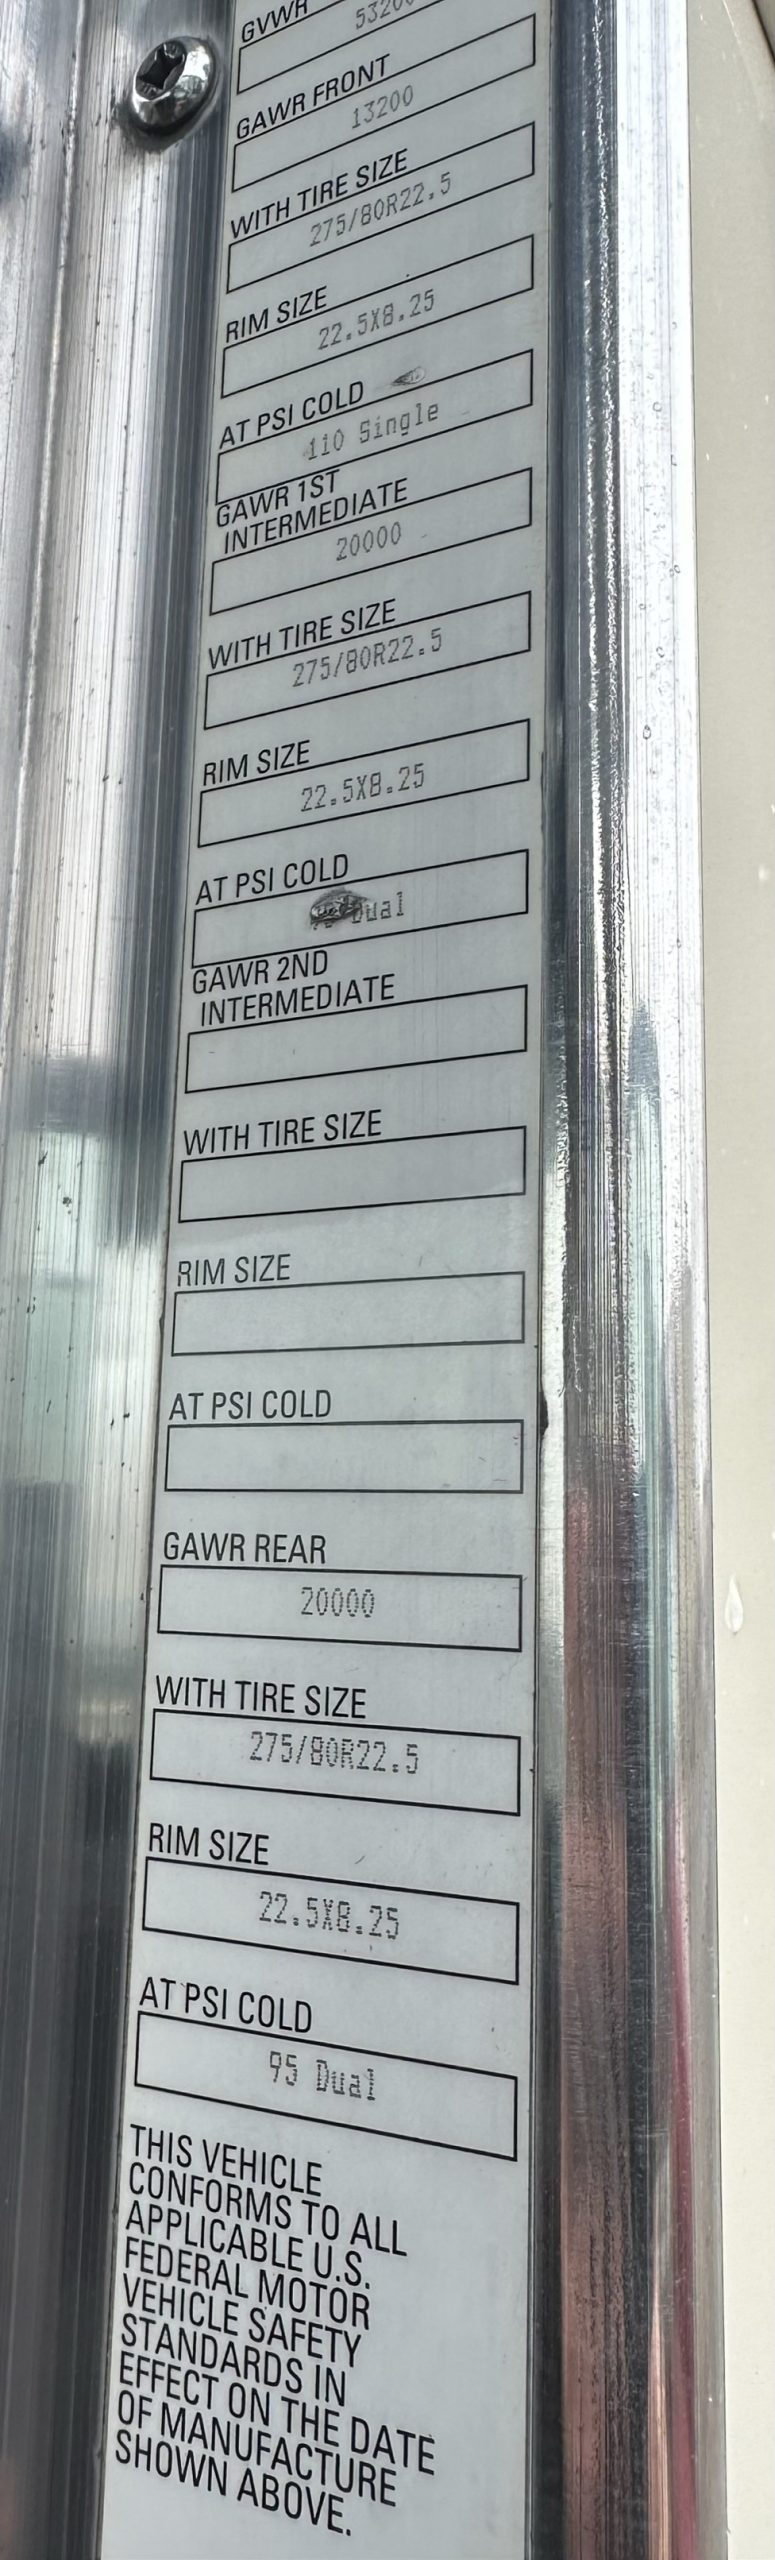 GVWR
53200
GAWR FRONT
13200
WITH TIRE SIZE
275/80R22.5
RIM SIZE
22.5X8.25
AT PSI COLD
110 Single
GAWR 1ST
INTERMEDIATE
20000
WITH TIRE SIZE
275/80R22.5
RIM SIZE
22.5X8.25
AT PSI COLD
Dual
GAWR 2ND
INTERMEDIATE
WITH TIRE SIZE
RIM SIZE
AT PSI COLD
GAWR REAR
20000
WITH TIRE SIZE
275/80R22.5
RIM SIZE
22.5X8.25
AT PSI COLD
95 Dual
THIS VEHICLE
CONFORMS TO ALL
APPLICABLE U.S.
FEDERAL MOTOR
VEHICLE SAFETY
STANDARDS IN
EFFECT ON THE DATE
OF MANUFACTURE
SHOWN ABOVE.